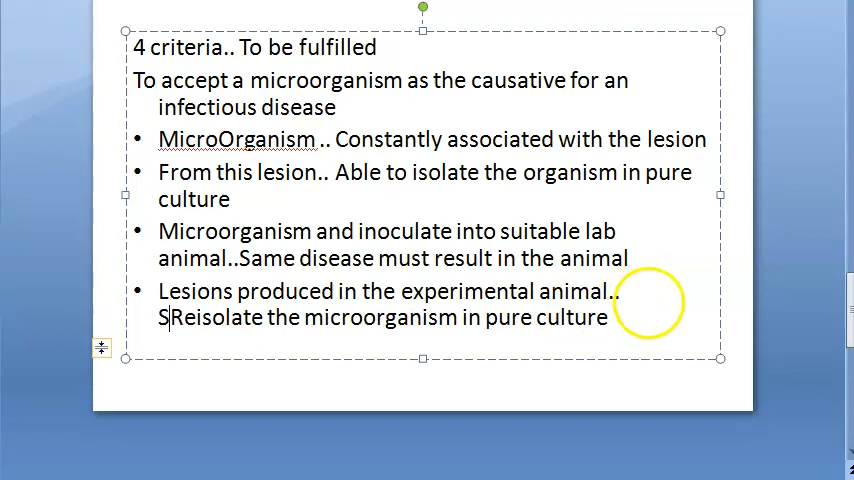 4 criteria.. To be fulfilled
To accept a microorganism as the causative for an
infectious disease
• MicroOrganism .. Constantly associated with the lesion
• From this lesion.. Able to isolate the organism in pure
culture
• Microorganism and inoculate into suitable lab
animal..Same disease must result in the animal
• Lesions produced in the experimental animal..
SReisolate the microorganism in pure culture